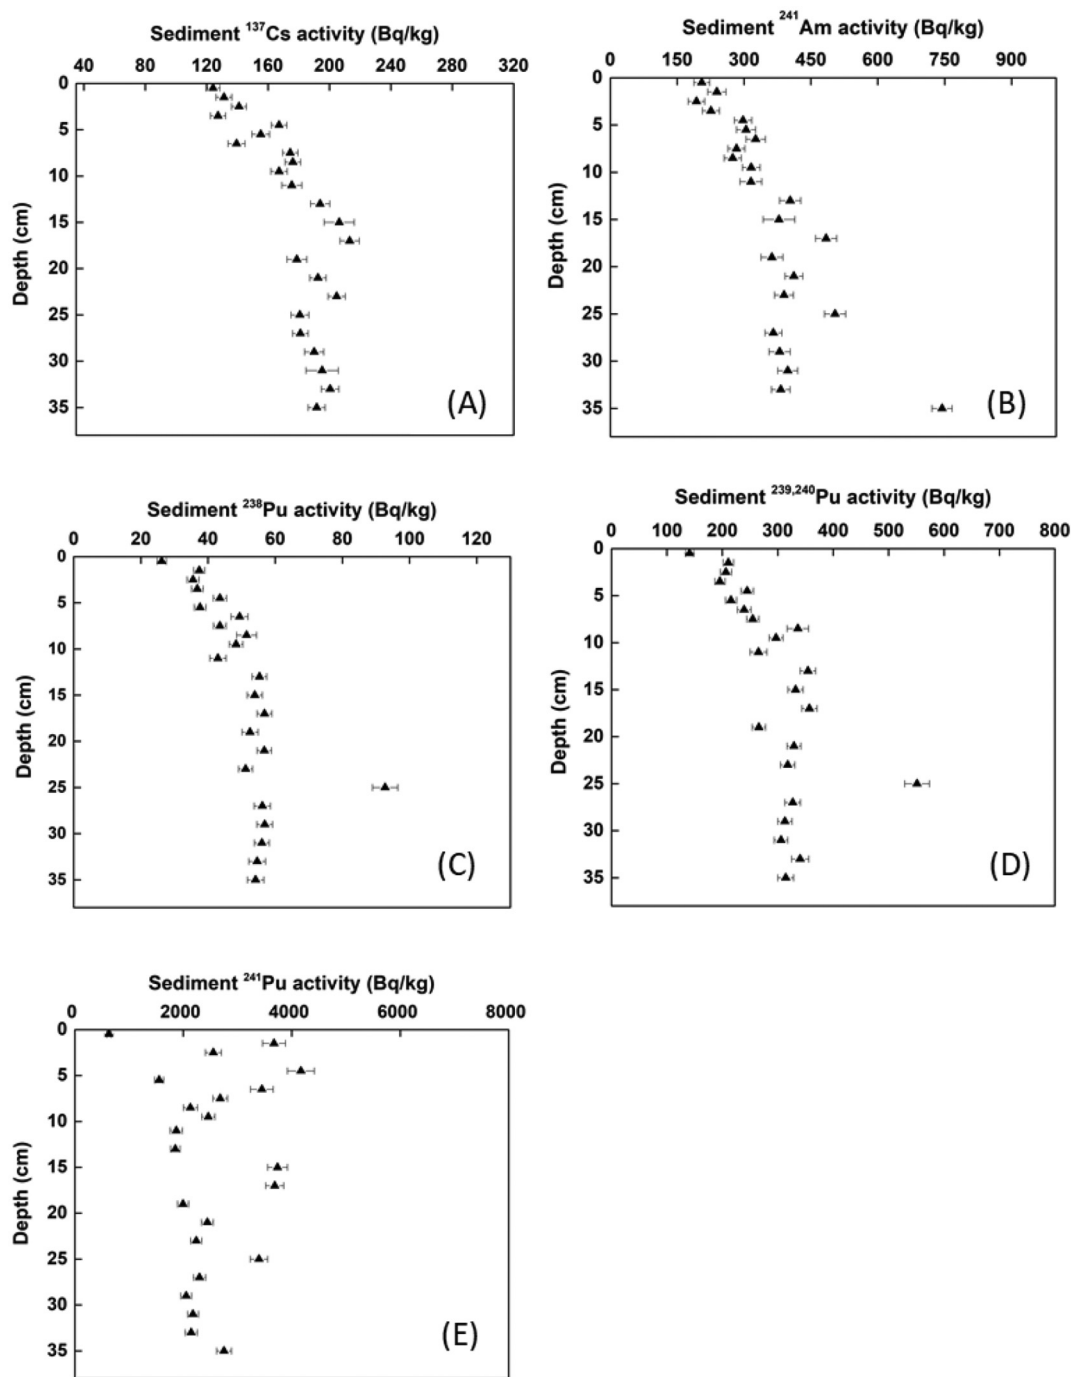 Sediment ¹³⁷Cs activity (Bq/kg)
40 80 120 160 200 240 280 320
0
5
10
15
20
25
30
35
Depth (cm)
(A)
Sediment ²⁴¹Am activity (Bq/kg)
0 150 300 450 600 750 900
0
5
10
15
20
25
30
35
Depth (cm)
(B)
Sediment ²³⁸Pu activity (Bq/kg)
0 20 40 60 80 100 120
0
5
10
15
20
25
30
35
Depth (cm)
(C)
Sediment ²³⁹,²⁴⁰Pu activity (Bq/kg)
0 100 200 300 400 500 600 700 800
0
5
10
15
20
25
30
35
Depth (cm)
(D)
Sediment ²⁴¹Pu activity (Bq/kg)
0 2000 4000 6000 8000
0
5
10
15
20
25
30
35
Depth (cm)
(E)